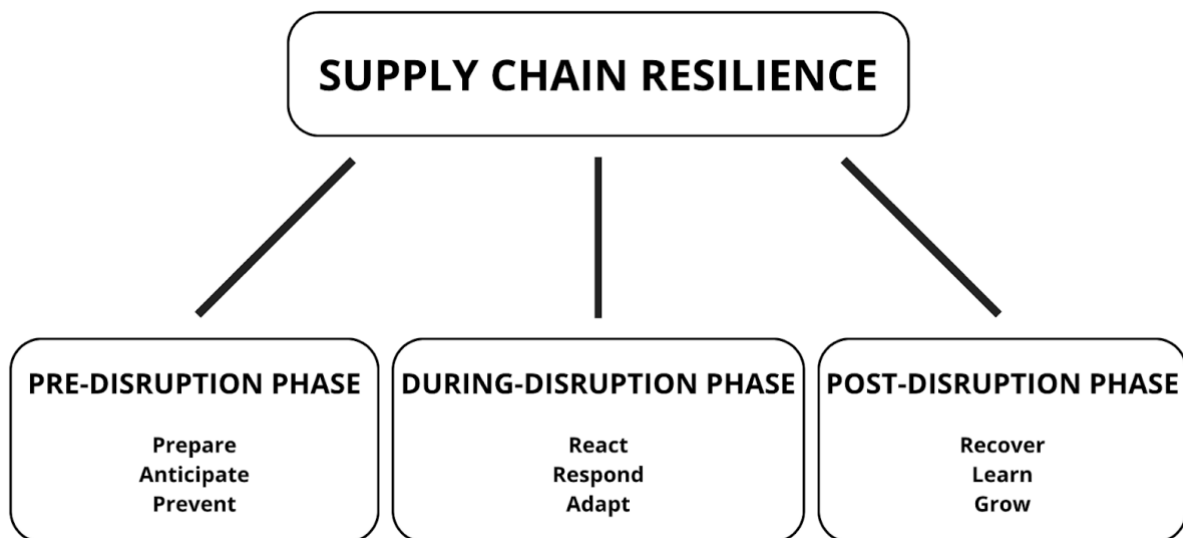 SUPPLY CHAIN RESILIENCE
PRE-DISRUPTION PHASE
Prepare
Anticipate
Prevent
DURING-DISRUPTION PHASE
React
Respond
Adapt
POST-DISRUPTION PHASE
Recover
Learn
Grow